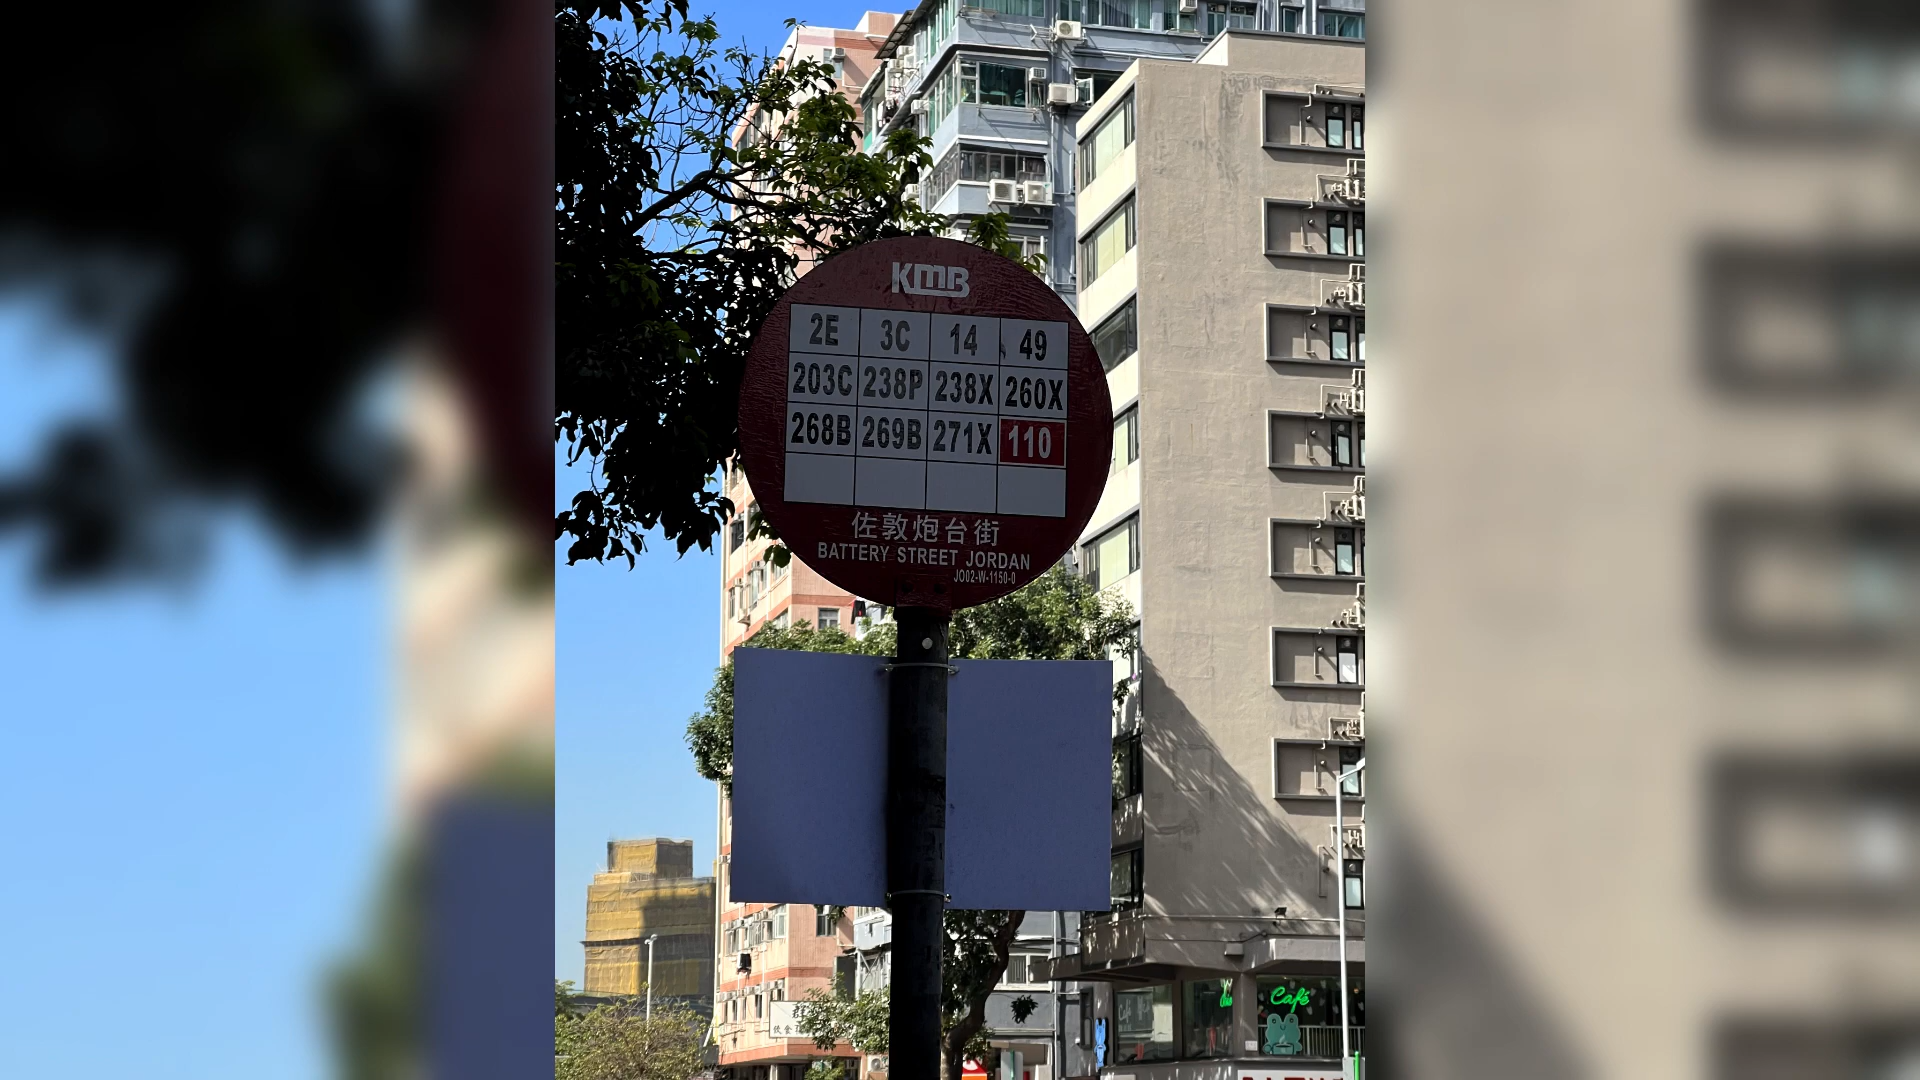 KMB
2E 3C 14 49
203C 238P 238X 260X
268B 269B 271X 110
佐敦炮台街
BATTERY STREET JORDAN
JO02-W-1150-0
Café